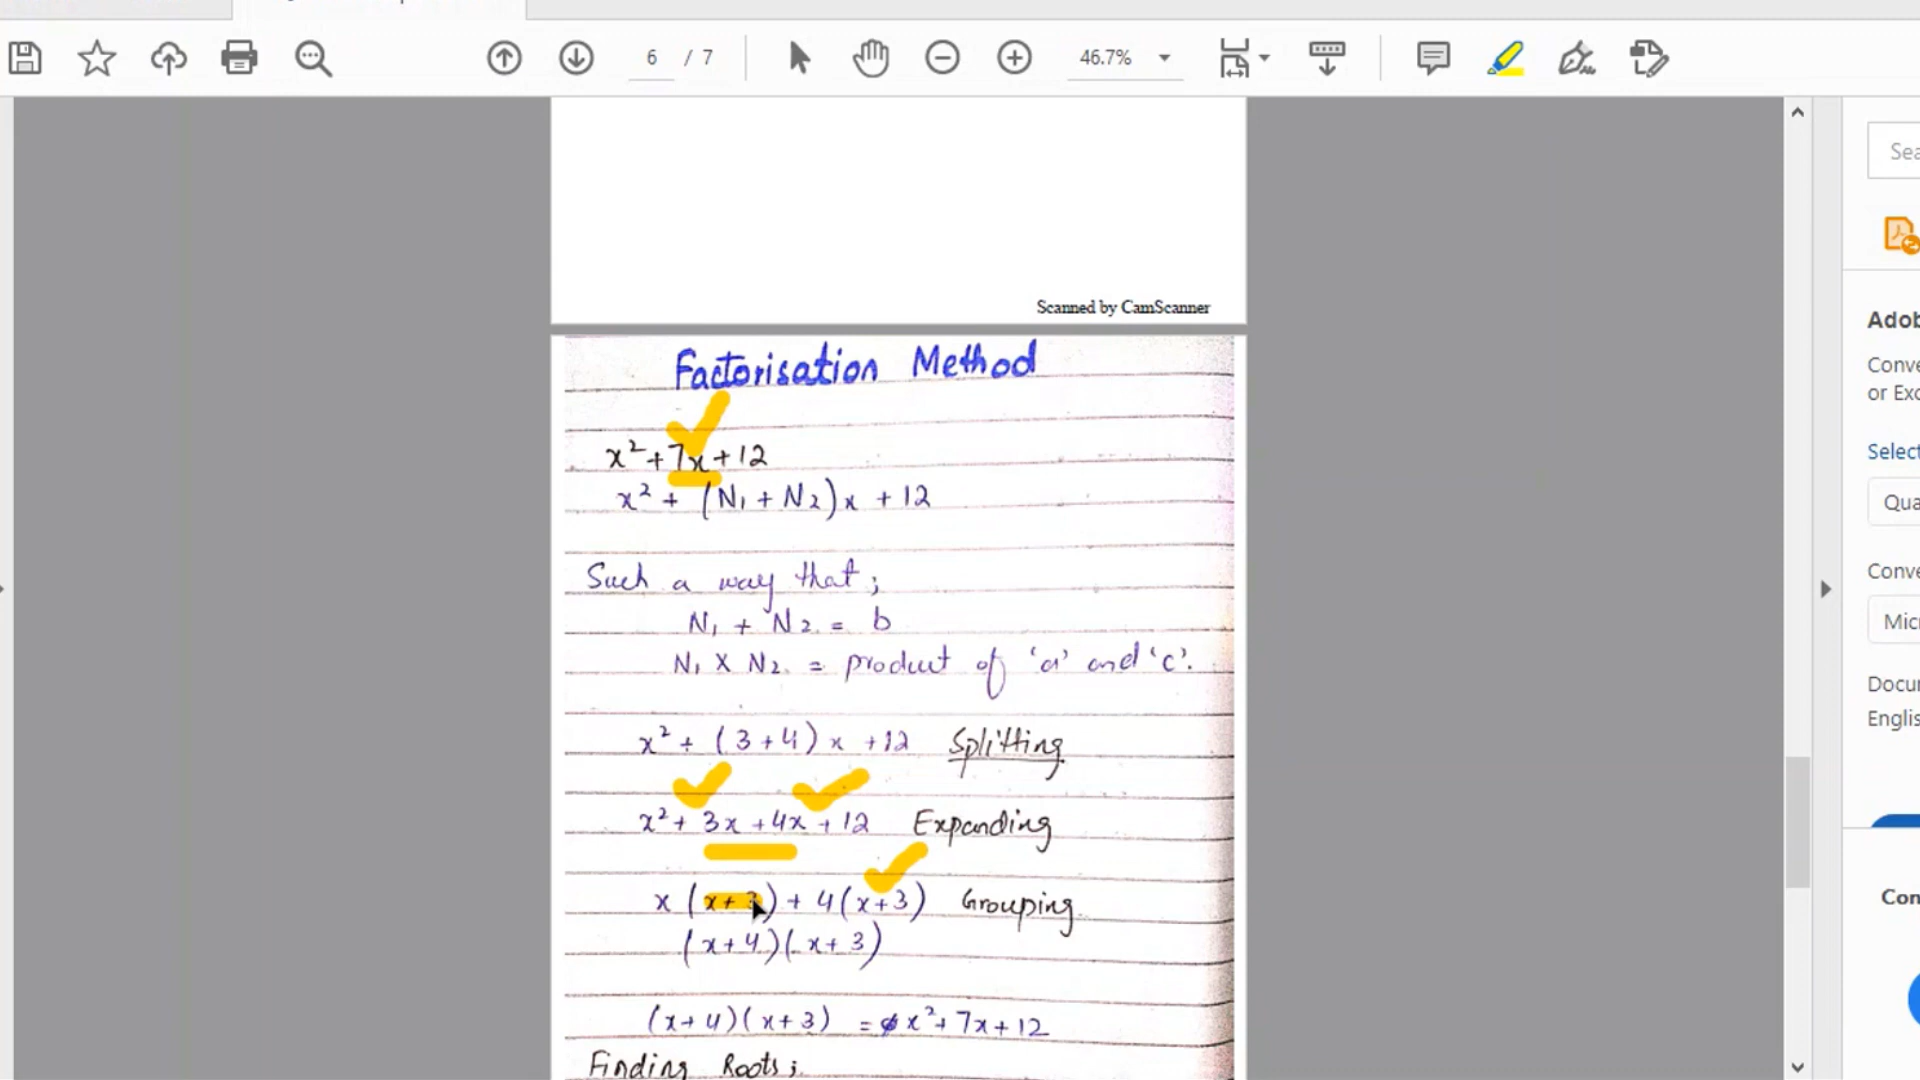 6 / 7
46.7%
Scanned by CamScanner
Factorisation Method
x²+7x+12
x² + (N₁ + N₂)x + 12
Such a way that;
N₁ + N₂ = b
N₁ X N₂ = product of 'a' and 'c'.
x² + (3+4) x +12 Splitting
x²+ 3x +4x +12 Expanding
x (x+ 3) + 4(x+3) Grouping
(x+4)(x+3)
(x+4)(x+3) = x²+7x+12
Finding Roots;
Sea
Adob
Conve
or Exc
Select
Qua
Conve
Micr
Docum
Englis
Con